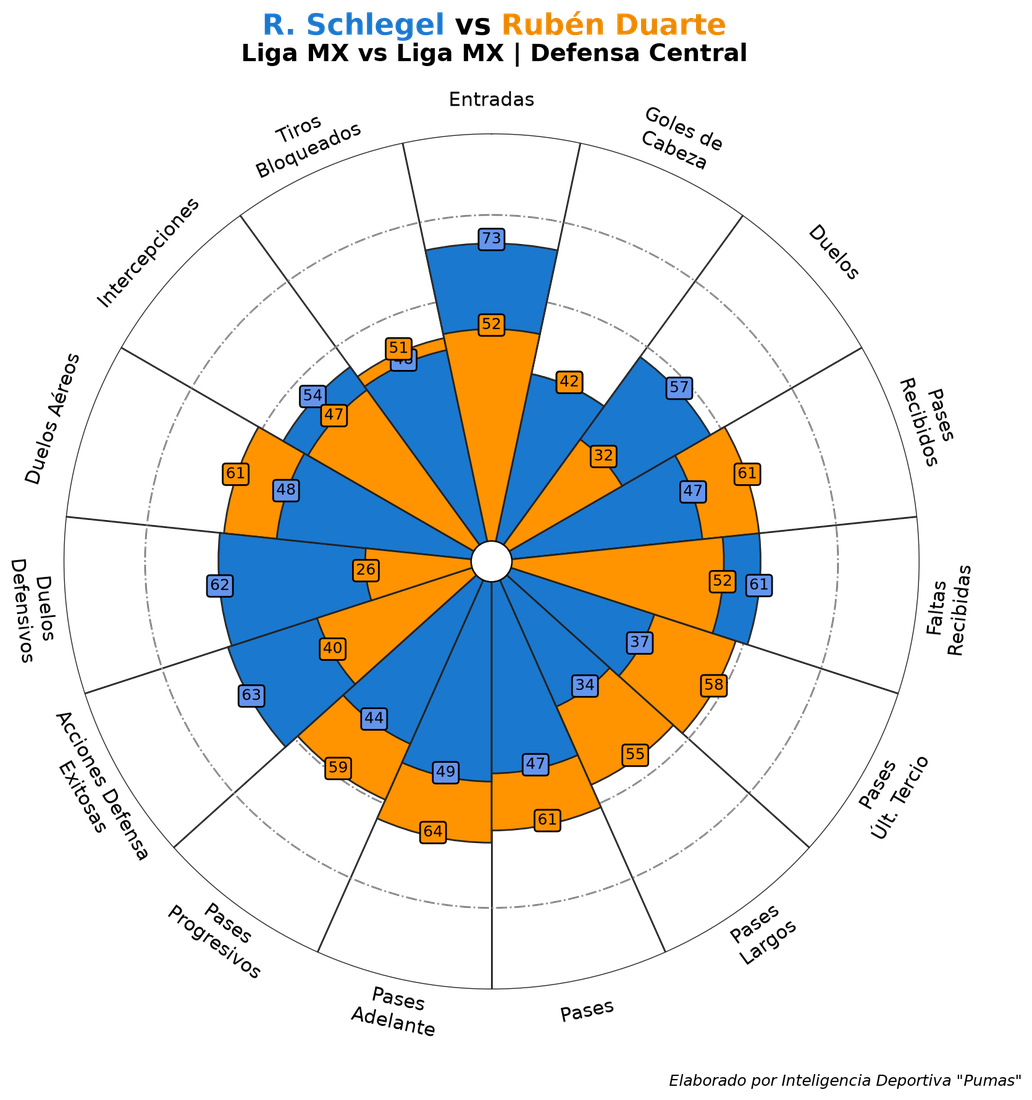 R. Schlegel vs Rubén Duarte
Liga MX vs Liga MX | Defensa Central
Entradas
Goles de
Cabeza
Duelos
Pases
Recibidos
Faltas
Recibidas
Pases
Últ. Tercio
Pases
Largos
Pases
Pases
Adelante
Pases
Progresivos
Acciones Defensa
Exitosas
Duelos
Defensivos
Duelos Aéreos
Intercepciones
Tiros
Bloqueados
73
52
42
57
32
61
47
52
61
37
58
34
55
47
61
49
64
44
59
40
63
26
62
61
48
54
47
51
Elaborado por Inteligencia Deportiva "Pumas"